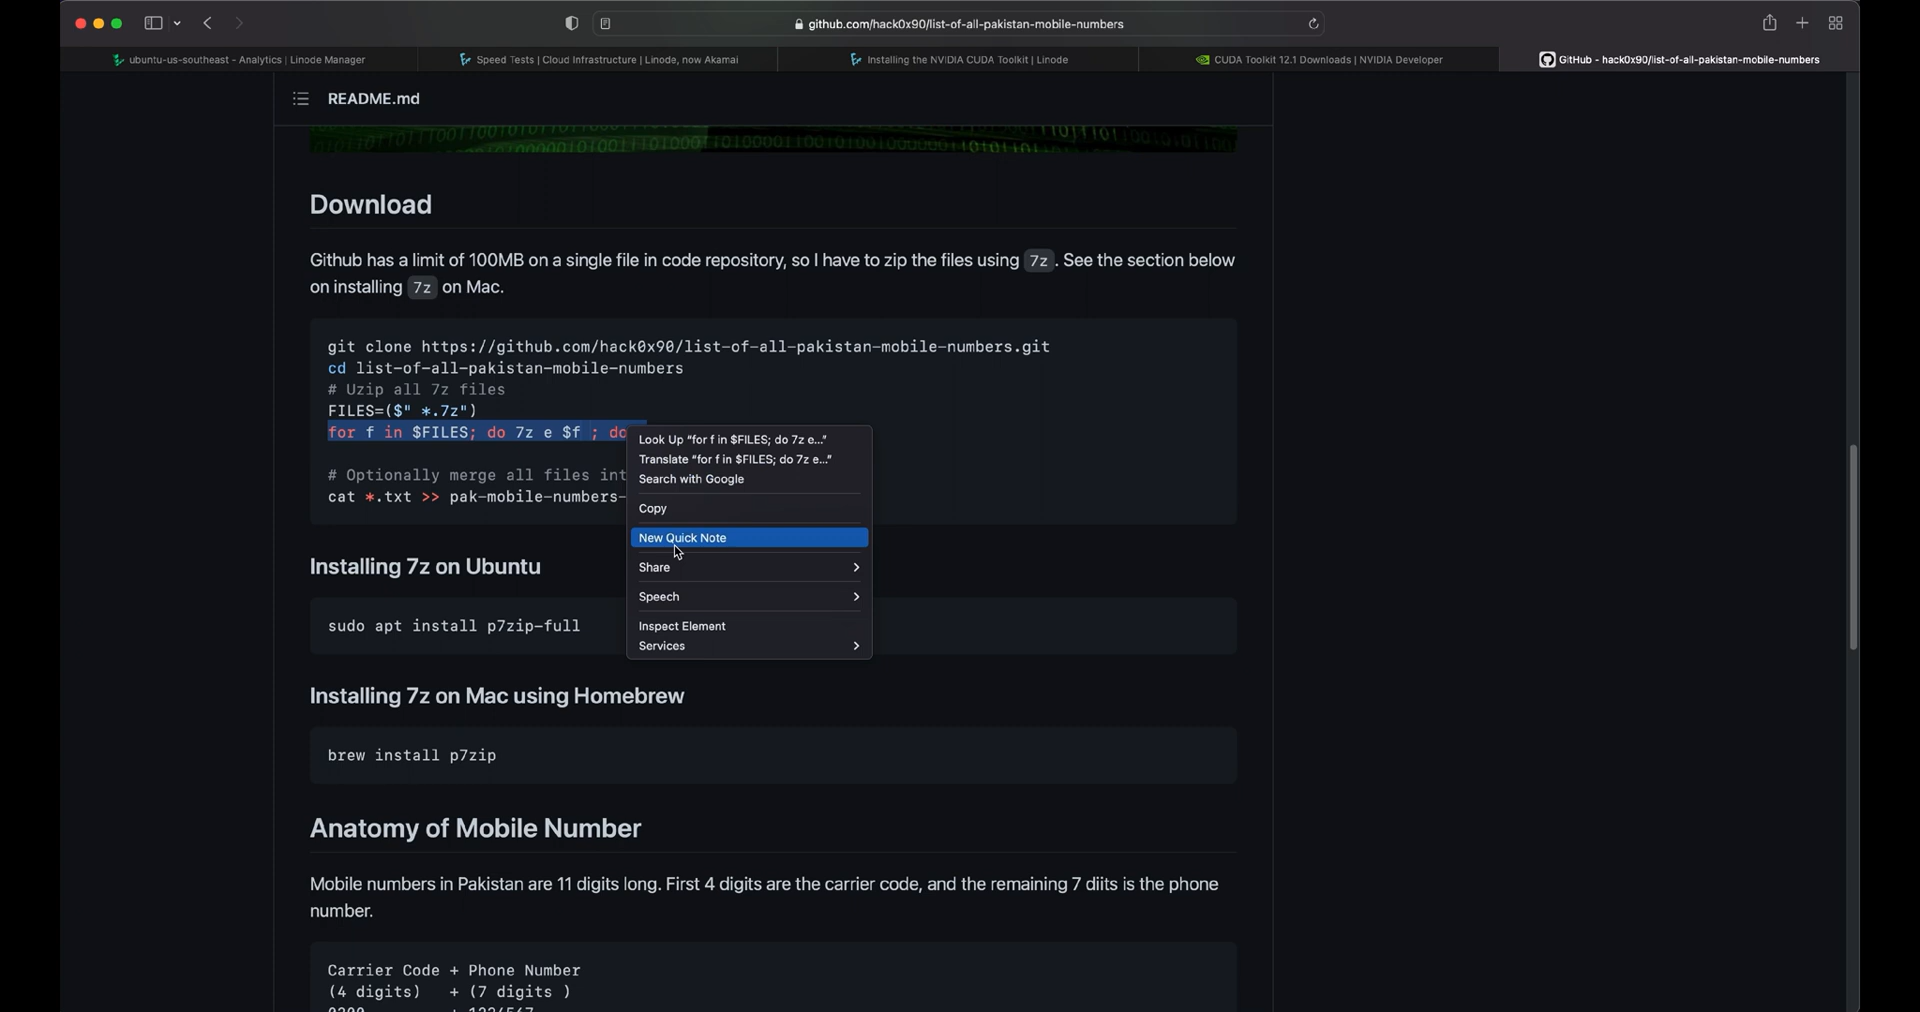 github.com/hack0x90/list-of-all-pakistan-mobile-numbers
ubuntu-us-southeast - Analytics | Linode Manager
Speed Tests | Cloud Infrastructure | Linode, now Akamai
Installing the NVIDIA CUDA Toolkit | Linode
CUDA Toolkit 12.1 Downloads | NVIDIA Developer
GitHub - hack0x90/list-of-all-pakistan-mobile-numbers
README.md
Download
Github has a limit of 100MB on a single file in code repository, so I have to zip the files using 7z. See the section below
on installing 7z on Mac.
git clone https://github.com/hack0x90/list-of-all-pakistan-mobile-numbers.git
cd list-of-all-pakistan-mobile-numbers
# Uzip all 7z files
FILES=($" *.7z")
for f in $FILES; do 7z e $f ; do
# Optionally merge all files int
cat *.txt >> pak-mobile-numbers-
Look Up “for f in $FILES; do 7z e...”
Translate “for f in $FILES; do 7z e...”
Search with Google
Copy
New Quick Note
Share
Speech
Inspect Element
Services
Installing 7z on Ubuntu
sudo apt install p7zip-full
Installing 7z on Mac using Homebrew
brew install p7zip
Anatomy of Mobile Number
Mobile numbers in Pakistan are 11 digits long. First 4 digits are the carrier code, and the remaining 7 diits is the phone
number.
Carrier Code + Phone Number
(4 digits) + (7 digits )